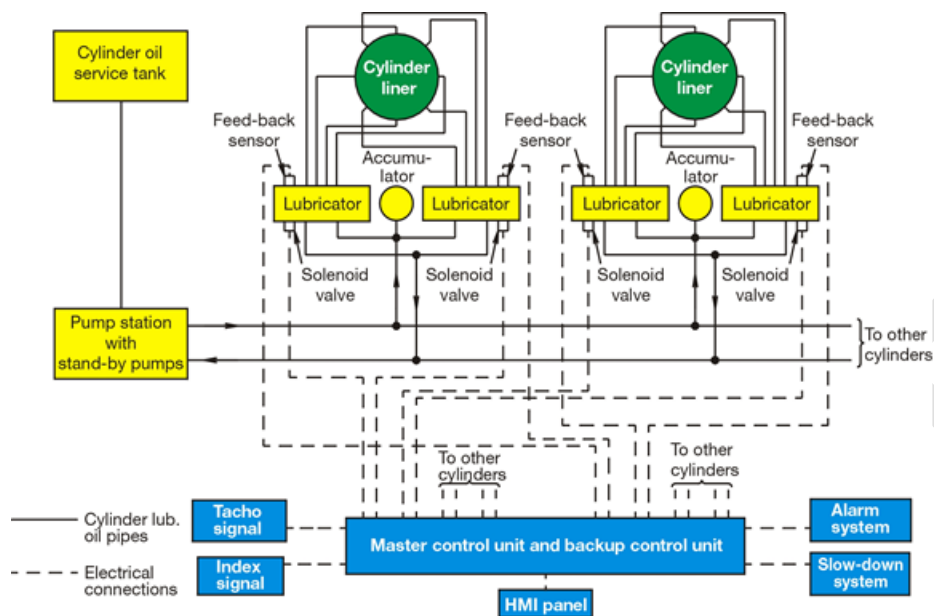 Cylinder oil
service tank
Cylinder
liner
Cylinder
liner
Feed-back
sensor
Accumu-
lator
Feed-back
sensor
Accumu-
lator
Feed-back
sensor
Lubricator
Lubricator
Lubricator
Lubricator
Solenoid
valve
Solenoid
valve
Solenoid
valve
Solenoid
valve
Pump station
with
stand-by pumps
To other
cylinders
To other
cylinders
To other
cylinders
Cylinder lub.
oil pipes
Electrical
connections
Tacho
signal
Index
signal
Master control unit and backup control unit
HMI panel
Alarm
system
Slow-down
system